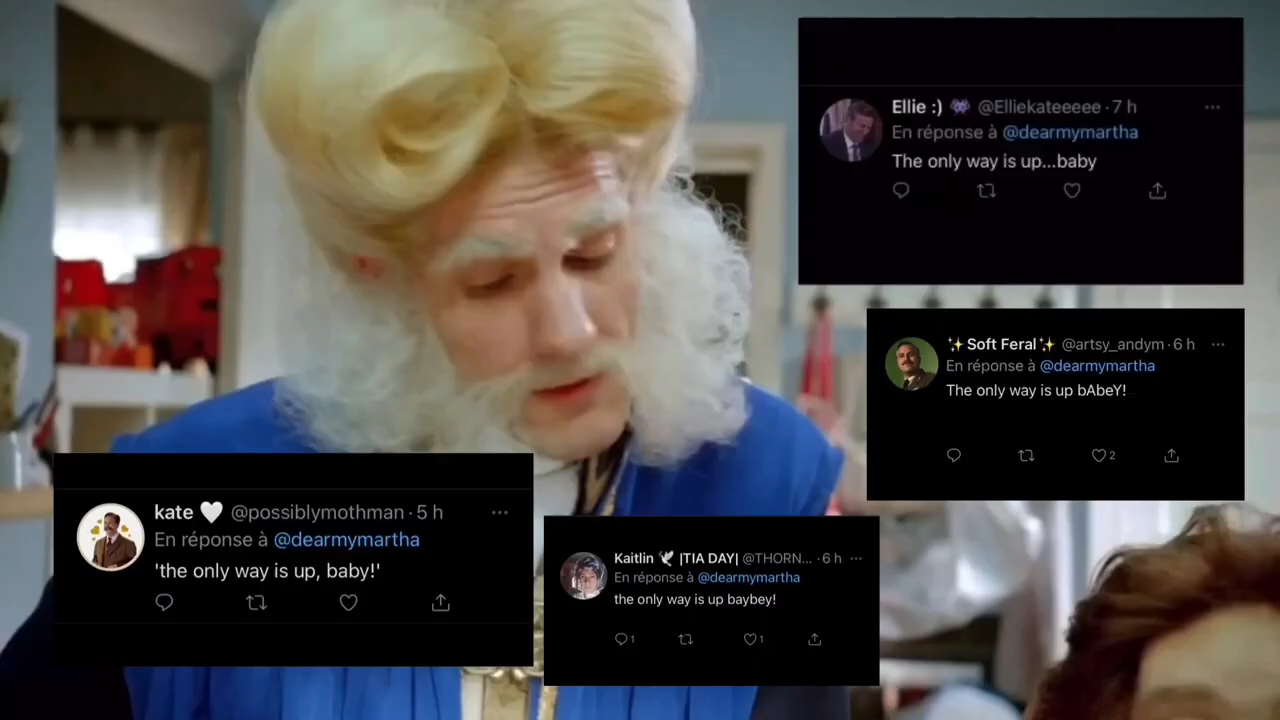 Ellie :) 👾 @Elliekateeeee · 7 h
En réponse à @dearmymartha
The only way is up...baby
✨Soft Feral✨ @artsy_andym · 6 h
En réponse à @dearmymartha
The only way is up bAbeY!
2
kate 🤍 @possiblymothman · 5 h
En réponse à @dearmymartha
'the only way is up, baby!'
Kaitlin 🕊 |TIA DAY| @THORN... · 6 h
En réponse à @dearmymartha
the only way is up baybey!
1 1